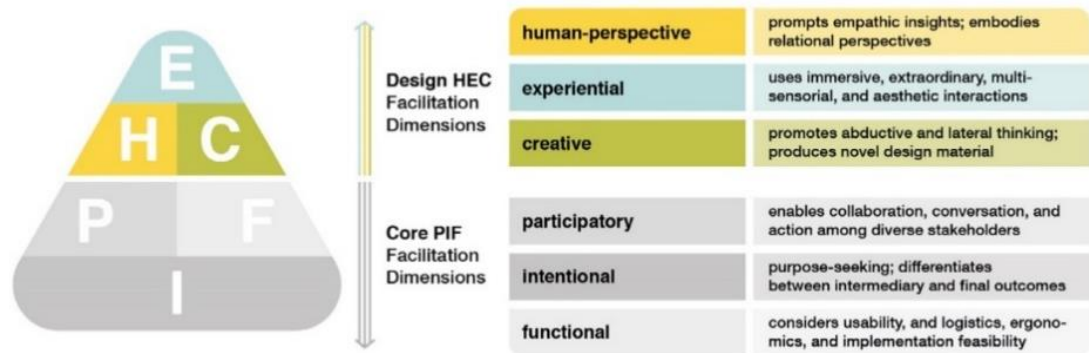 E
H C
P F
I
Design HEC
Facilitation
Dimensions
Core PIF
Facilitation
Dimensions
human-perspective
prompts empathic insights; embodies
relational perspectives
experiential
uses immersive, extraordinary, multi-
sensorial, and aesthetic interactions
creative
promotes abductive and lateral thinking;
produces novel design material
participatory
enables collaboration, conversation, and
action among diverse stakeholders
intentional
purpose-seeking; differentiates
between intermediary and final outcomes
functional
considers usability, and logistics, ergono-
mics, and implementation feasibility